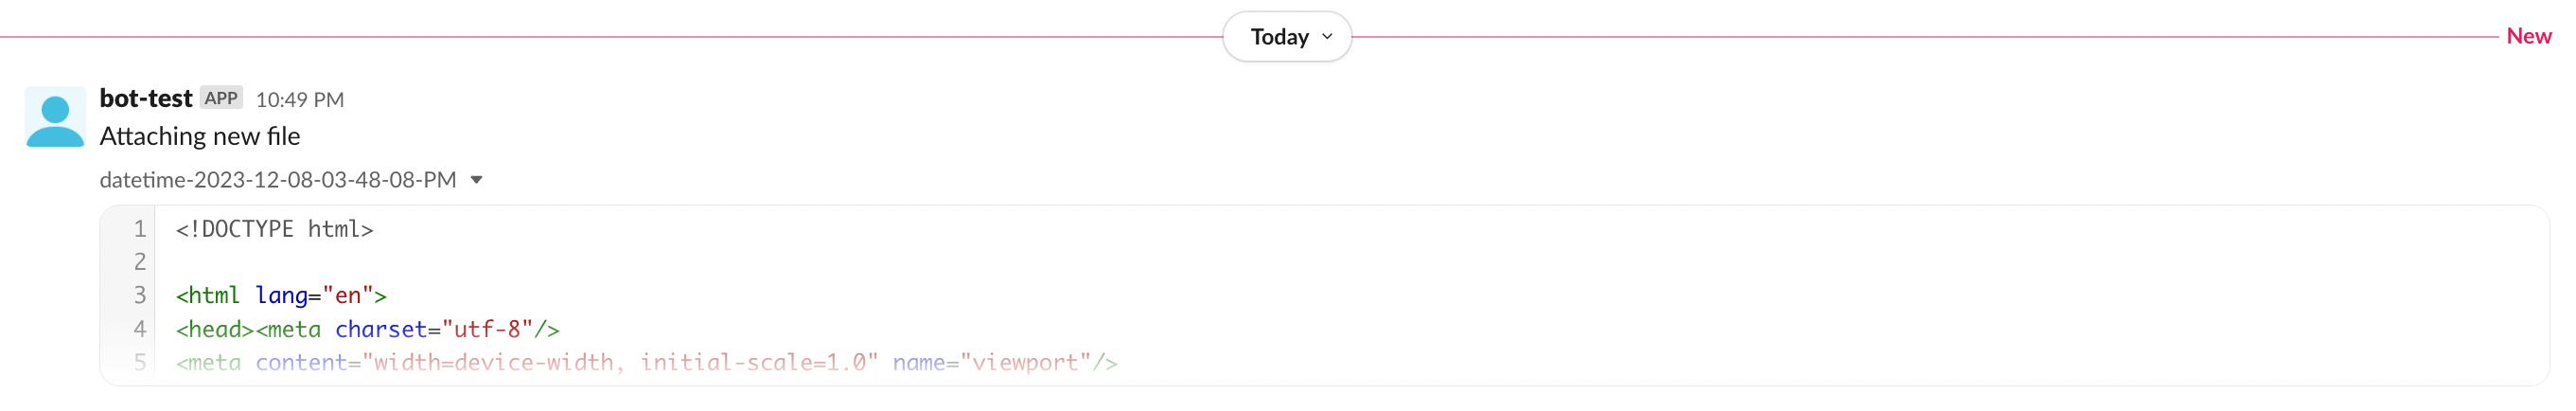 Today
New
bot-test APP 10:49 PM
Attaching new file
datetime-2023-12-08-03-48-08-PM
1 <!DOCTYPE html>
2
3 <html lang="en">
4 <head><meta charset="utf-8"/>
5 <meta content="width=device-width, initial-scale=1.0" name="viewport"/>